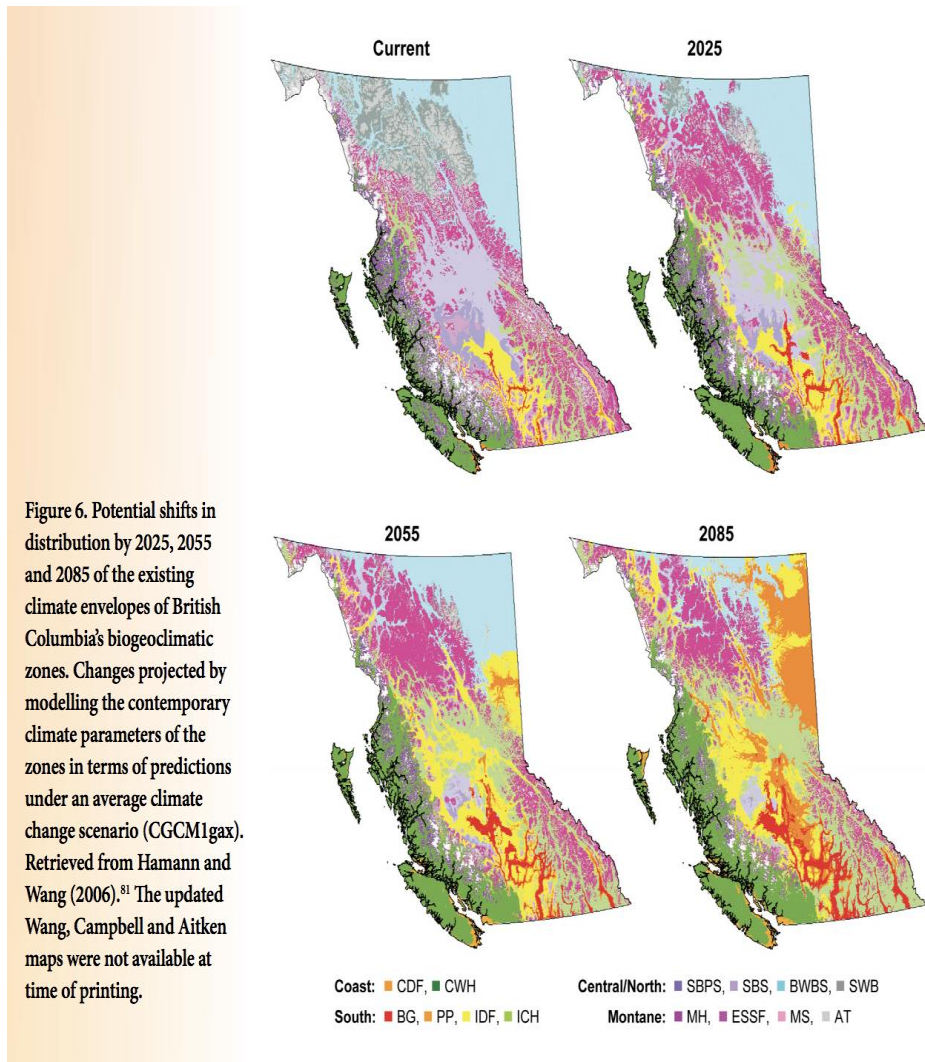 Current
2025
Figure 6. Potential shifts in
distribution by 2025, 2055
and 2085 of the existing
climate envelopes of British
Columbia's biogeoclimatic
zones. Changes projected by
modelling the contemporary
climate parameters of the
zones in terms of predictions
under an average climate
change scenario (CGCM1gax).
Retrieved from Hamann and
Wang (2006).81 The updated
Wang, Campbell and Aitken
maps were not available at
time of printing.
2055
2085
Coast: CDF, CWH
South: BG, PP, IDF, ICH
Central/North: SBPS, SBS, BWBS, SWB
Montane: MH, ESSF, MS, AT